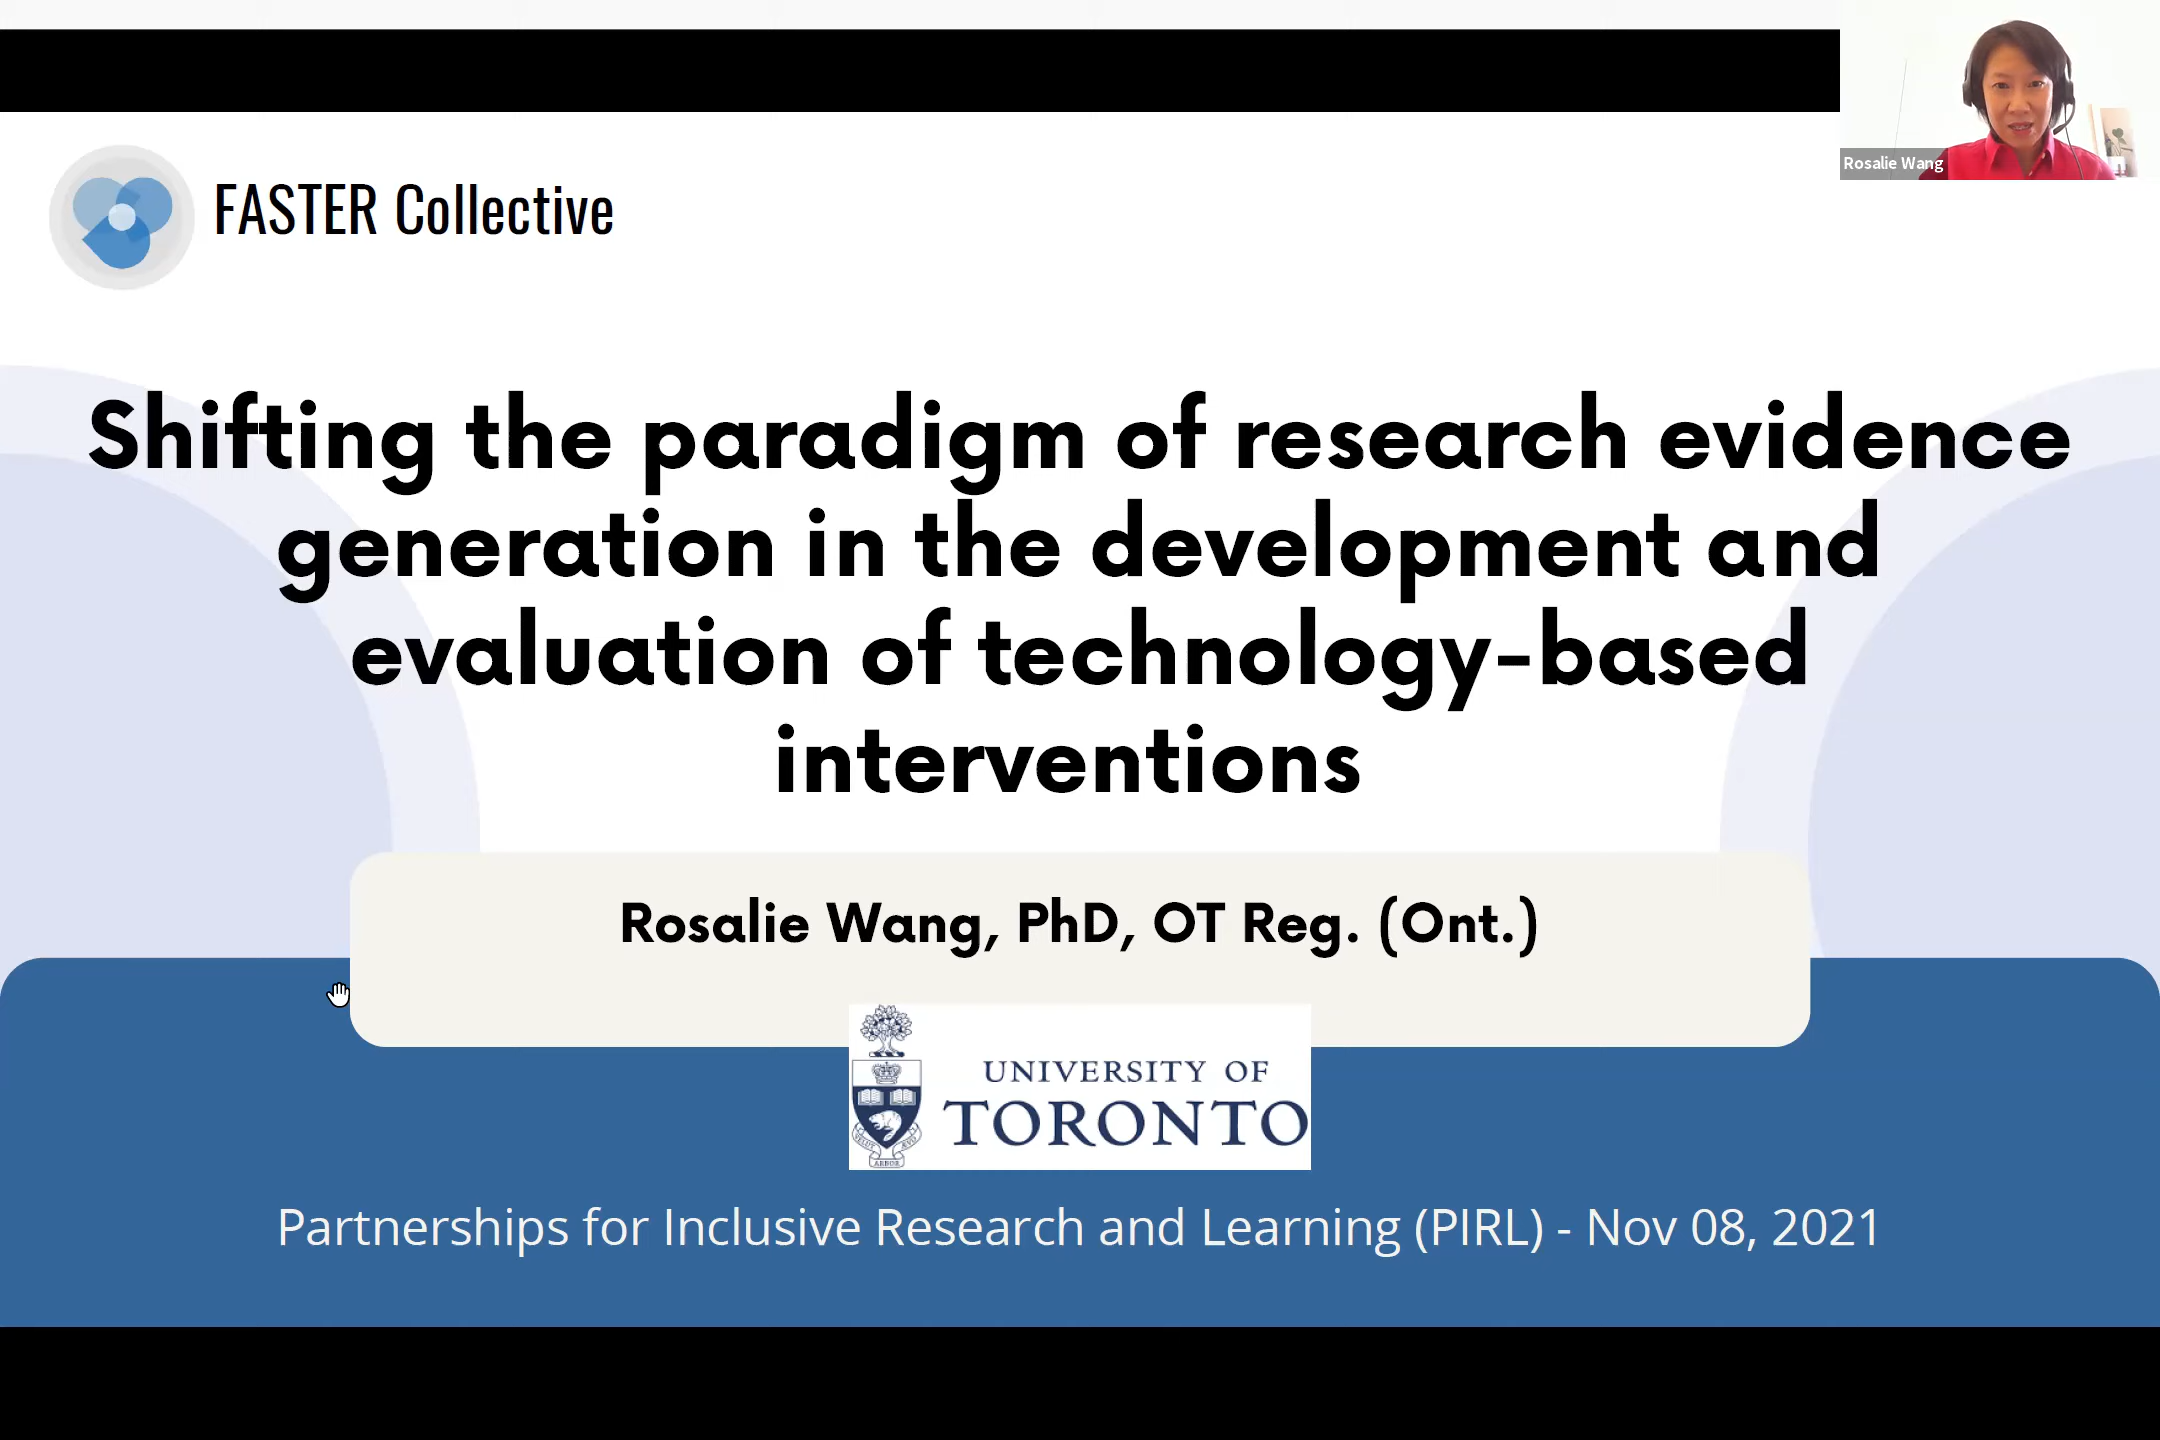 Rosalie Wang
FASTER Collective
Shifting the paradigm of research evidence
generation in the development and
evaluation of technology-based
interventions
Rosalie Wang, PhD, OT Reg. (Ont.)
UNIVERSITY OF
TORONTO
ARBOR
Partnerships for Inclusive Research and Learning (PIRL) - Nov 08, 2021